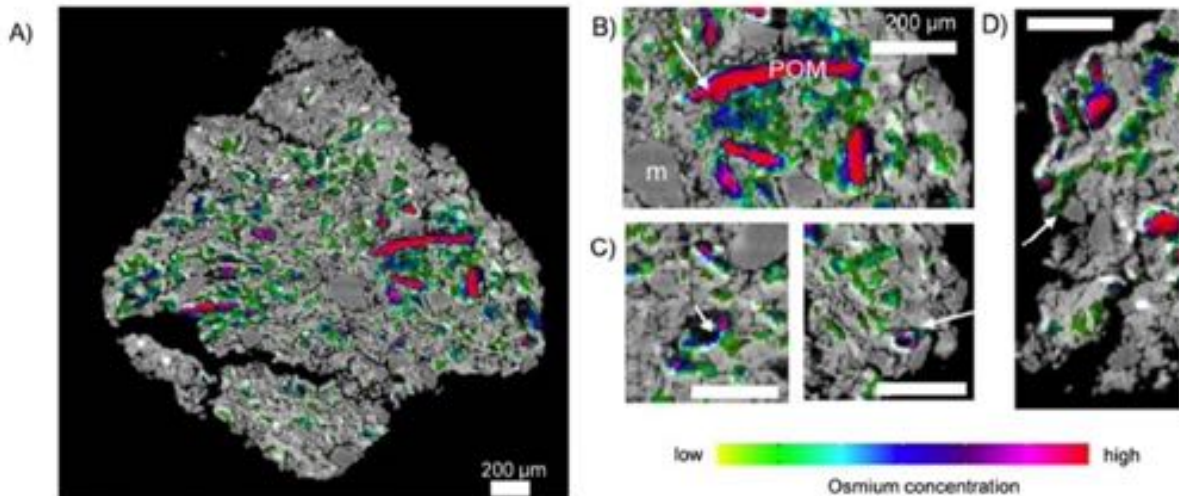 A)
200 µm
B)
200 µm
POM
m
C)
D)
low
high
Osmium concentration